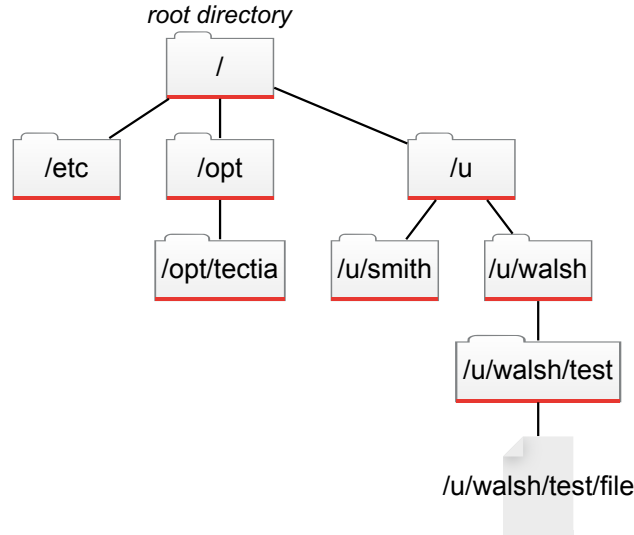 root directory
/
/etc
/opt
/u
/opt/tectia
/u/smith
/u/walsh
/u/walsh/test
/u/walsh/test/file